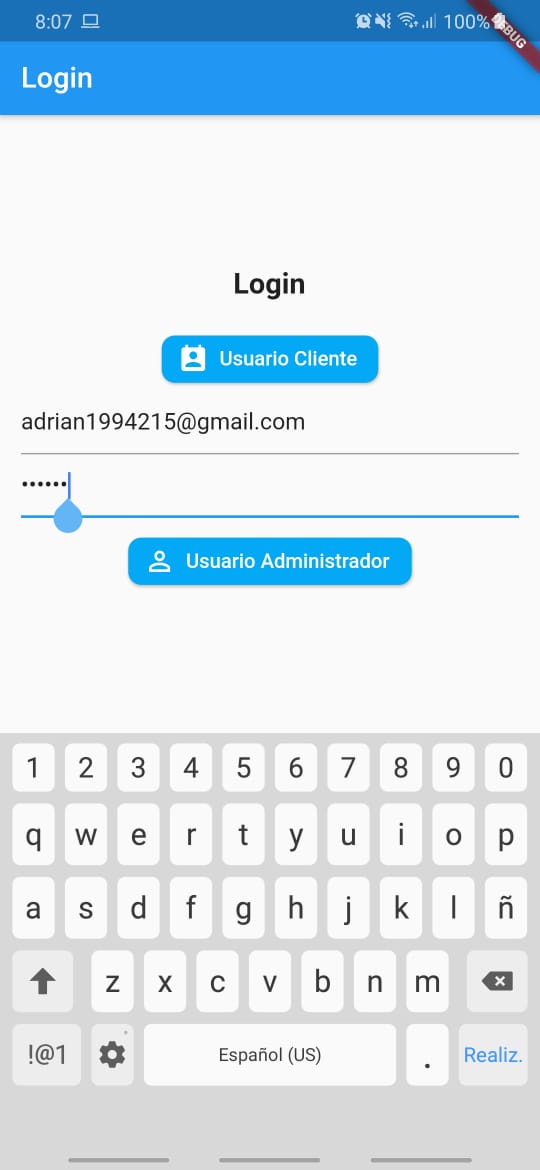 8:07 100%
DEBUG
Login
Login
Usuario Cliente
adrian1994215@gmail.com
••••••
Usuario Administrador
1 2 3 4 5 6 7 8 9 0
q w e r t y u i o p
a s d f g h j k l ñ
z x c v b n m
!@1 Español (US) . Realiz.